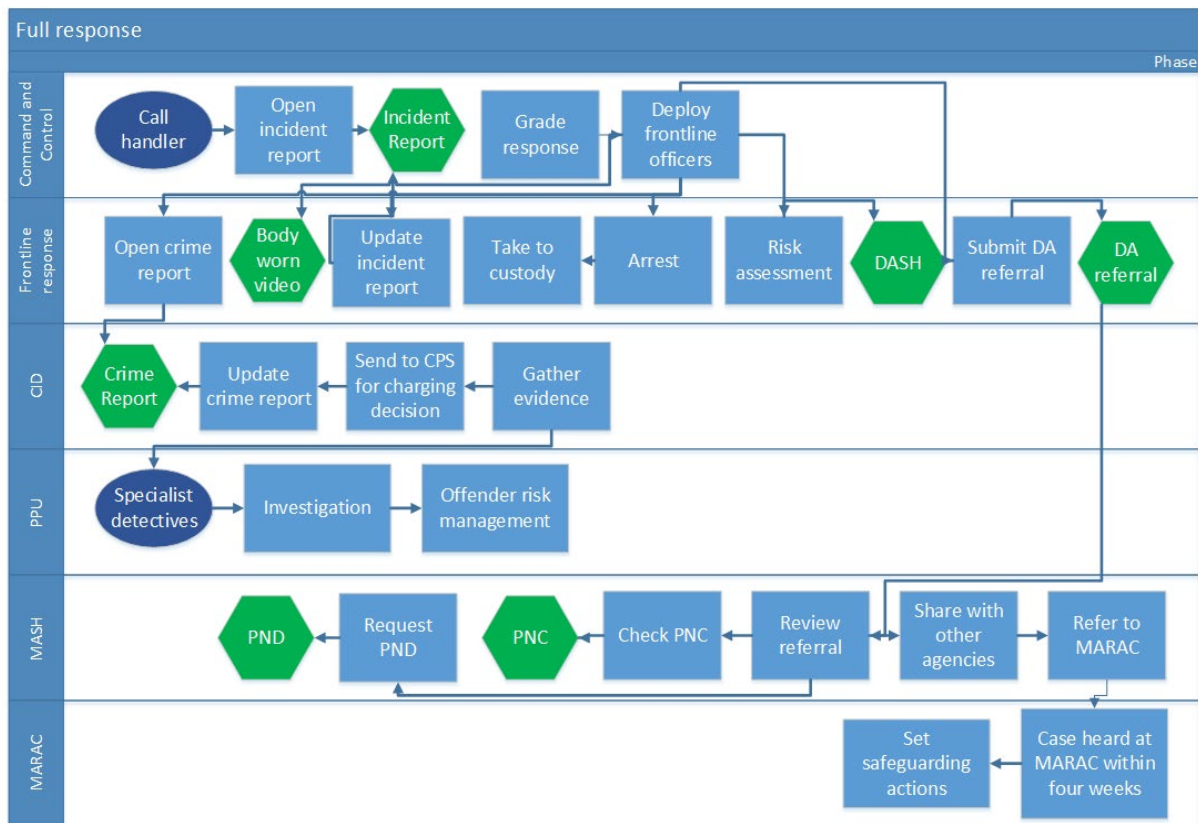 Full response
Phase
Command and
Control
Call
handler
Open
incident
report
Incident
Report
Grade
response
Deploy
frontline
officers
Frontline
response
Open crime
report
Body
worn
video
Update
incident
report
Take to
custody
Arrest
Risk
assessment
DASH
Submit DA
referral
DA
referral
CID
Crime
Report
Update
crime report
Send to CPS
for charging
decision
Gather
evidence
PPU
Specialist
detectives
Investigation
Offender risk
management
MASH
PND
Request
PND
PNC
Check PNC
Review
referral
Share with
other
agencies
Refer to
MARAC
MARAC
Set
safeguarding
actions
Case heard at
MARAC within
four weeks